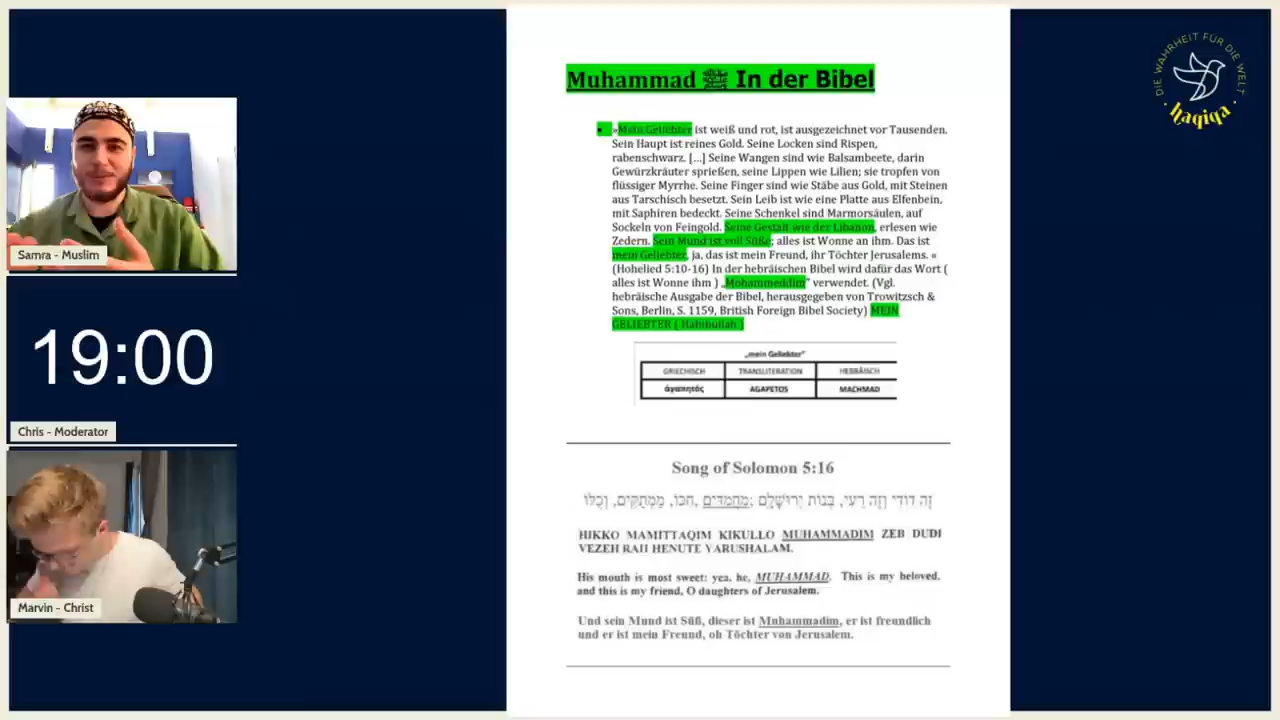 Muhammad ﷺ In der Bibel
▪ »Mein Geliebter ist weiß und rot, ist ausgezeichnet vor Tausenden.
Sein Haupt ist reines Gold. Seine Locken sind Rispen,
rabenschwarz. [...] Seine Wangen sind wie Balsambeete, darin
Gewürzkräuter sprießen, seine Lippen wie Lilien; sie tropfen von
flüssiger Myrrhe. Seine Finger sind wie Stäbe aus Gold, mit Steinen
aus Tarschisch besetzt. Sein Leib ist wie eine Platte aus Elfenbein,
mit Saphiren bedeckt. Seine Schenkel sind Marmorsäulen, auf
Sockeln von Feingold. Seine Gestalt wie der Libanon, erlesen wie
Zedern. Sein Mund ist voll Süße; alles ist Wonne an ihm. Das ist
mein Geliebter, ja, das ist mein Freund, ihr Töchter Jerusalems. «
(Hohelied 5:10-16) In der hebräischen Bibel wird dafür das Wort (
alles ist Wonne ihm ) „Mohammeddim“ verwendet. (Vgl.
hebräische Ausgabe der Bibel, herausgegeben von Trowitzsch &
Sons, Berlin, S. 1159, British Foreign Bibel Society) MEIN
GELIEBTER ( Habibullah )
„mein Geliebter“
GRIECHISCH TRANSLITERATION HEBRÄISCH
ἀγαπητός AGAPETOS MACHMAD
Song of Solomon 5:16
חִכּוֹ, מַמְתַקִּים, וְכֻלּוֹ, מַחֲמַדִּים; זֶה דוֹדִי וְזֶה רֵעִי, בְּנוֹת יְרוּשָׁלִָם
HIKKO MAMITTAQIM KIKULLO MUHAMMADIM ZEB DUDI
VEZEH RAII HENUTE YARUSHALAM.
His mouth is most sweet: yea, he, MUHAMMAD. This is my beloved,
and this is my friend, O daughters of Jerusalem.
Und sein Mund ist Süß, dieser ist Muhammadim, er ist freundlich
und er ist mein Freund, oh Töchter von Jerusalem.
Samra - Muslim
19:00
Chris - Moderator
Marvin - Christ
DIE WAHRHEIT FÜR DIE WELT
haqiqa